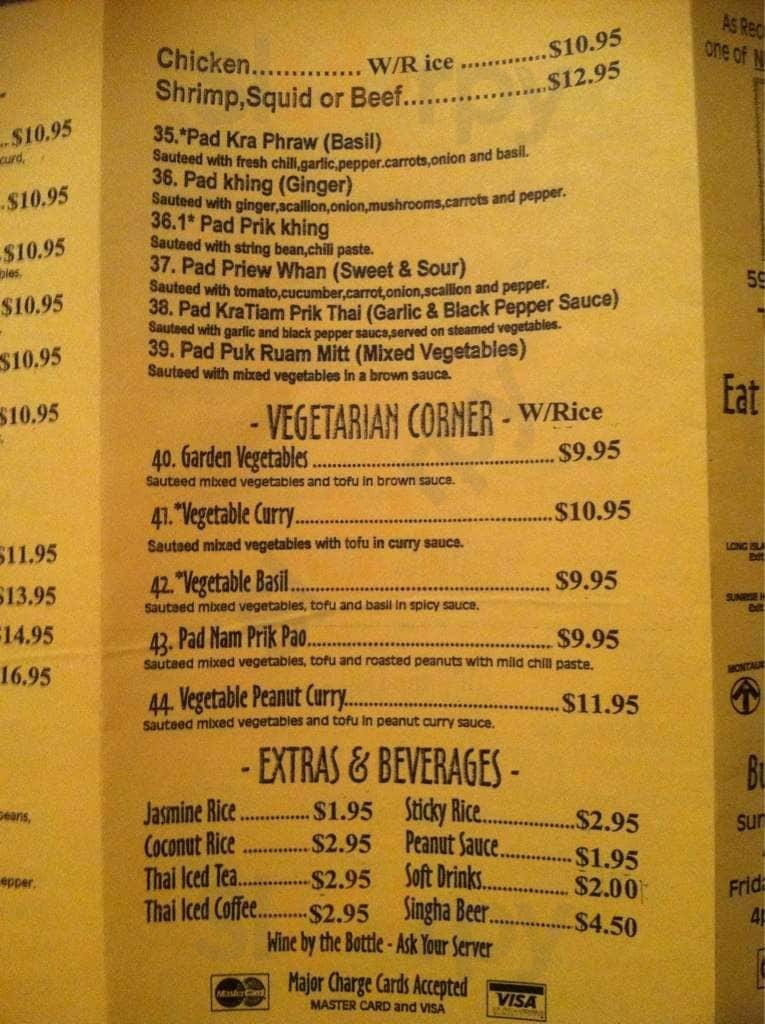 Chicken.............. W/R ice .............$10.95
Shrimp,Squid or Beef.....................$12.95
35.*Pad Kra Phraw (Basil)
Sauteed with fresh chili,garlic,pepper.carrots,onion and basil.
36. Pad khing (Ginger)
Sauteed with ginger,scallion,onion,mushrooms,carrots and pepper.
36.1* Pad Prik khing
Sauteed with string bean,chili paste.
37. Pad Priew Whan (Sweet & Sour)
Sauteed with tomato,cucumber,carrot,onion,scallion and pepper.
38. Pad KraTiam Prik Thai (Garlic & Black Pepper Sauce)
Sauteed with garlic and black pepper sauce,served on steamed vegetables.
39. Pad Puk Ruam Mitt (Mixed Vegetables)
Sauteed with mixed vegetables in a brown sauce.
- VEGETARIAN CORNER - W/Rice
40. Garden Vegetables ........................................ $9.95
Sauteed mixed vegetables and tofu in brown sauce.
41.*Vegetable Curry........................................$10.95
Sauteed mixed vegetables with tofu in curry sauce.
42.*Vegetable Basil........................................ $9.95
Sauteed mixed vegetables, tofu and basil in spicy sauce.
43. Pad Nam Prik Pao........................................$9.95
Sauteed mixed vegetables, tofu and roasted peanuts with mild chili paste.
44. Vegetable Peanut Curry...................................$11.95
Sauteed mixed vegetables and tofu in peanut curry sauce.
- EXTRAS & BEVERAGES -
Jasmine Rice .............$1.95 Sticky Rice.................$2.95
Coconut Rice .............$2.95 Peanut Sauce.............$1.95
Thai Iced Tea.............$2.95 Soft Drinks................$2.00
Thai Iced Coffee.........$2.95 Singha Beer...............$4.50
Wine by the Bottle - Ask Your Server
MasterCard
Major Charge Cards Accepted
MASTER CARD and VISA
VISA
$10.95
curd,
$10.95
$10.95
$10.95
$10.95
$10.95
$11.95
$13.95
14.95
16.95
epper.
one of
Eat
LONG ISLA
SUNRISE H
MONTAUK